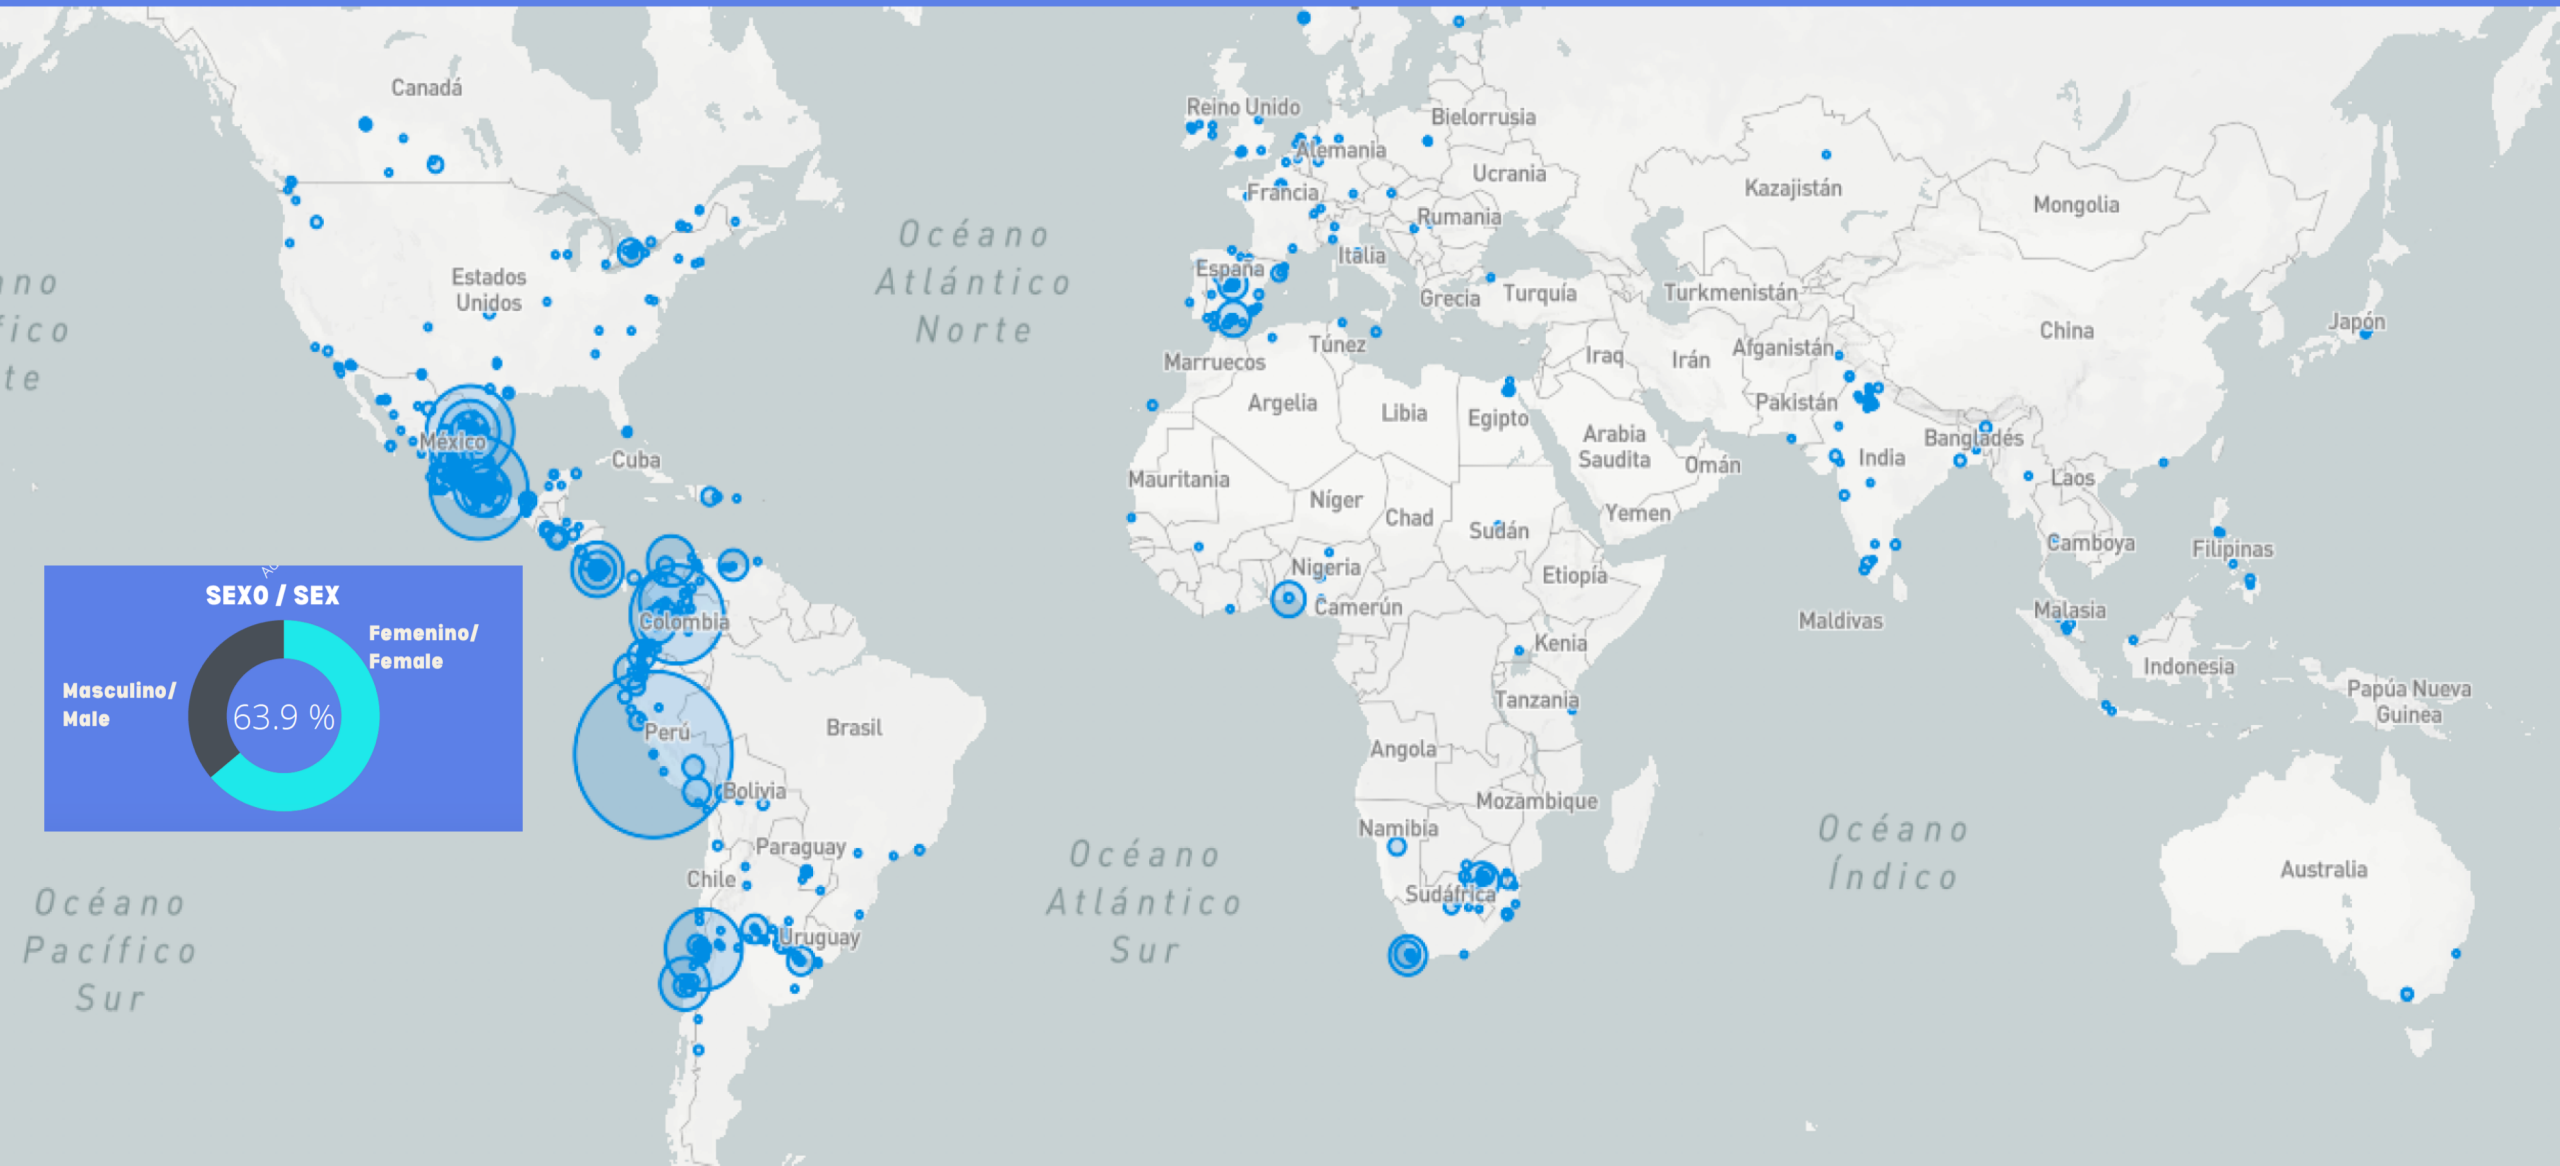 Canadá
Reino Unido
Bielorrusia
Alemania
Ucrania
Francia
Kazajistán
Mongolia
Rumania
Océano
Atlántico
Norte
España
Italia
Estados
Unidos
Grecia
Turquía
Turkmenistán
no
fico
te
Túnez
Marruecos
Iraq
Irán
Afganistán
China
Japón
Argelia
Libia
Egipto
Pakistán
México
Cuba
Arabia
Saudita
Omán
India
Bangladés
Mauritania
Níger
Chad
Sudán
Yemen
Laos
Camboya
Filipinas
Nigeria
Etiopía
Camerún
Colombia
Maldivas
Malasia
Kenia
Indonesia
Tanzania
Papúa Nueva
Guinea
SEXO / SEX
Femenino/
Female
Masculino/
Male
63.9 %
Perú
Brasil
Angola
Bolivia
Mozambique
Namibia
Paraguay
Chile
Océano
Índico
Australia
Océano
Atlántico
Sur
Sudáfrica
Océano
Pacífico
Sur
Uruguay